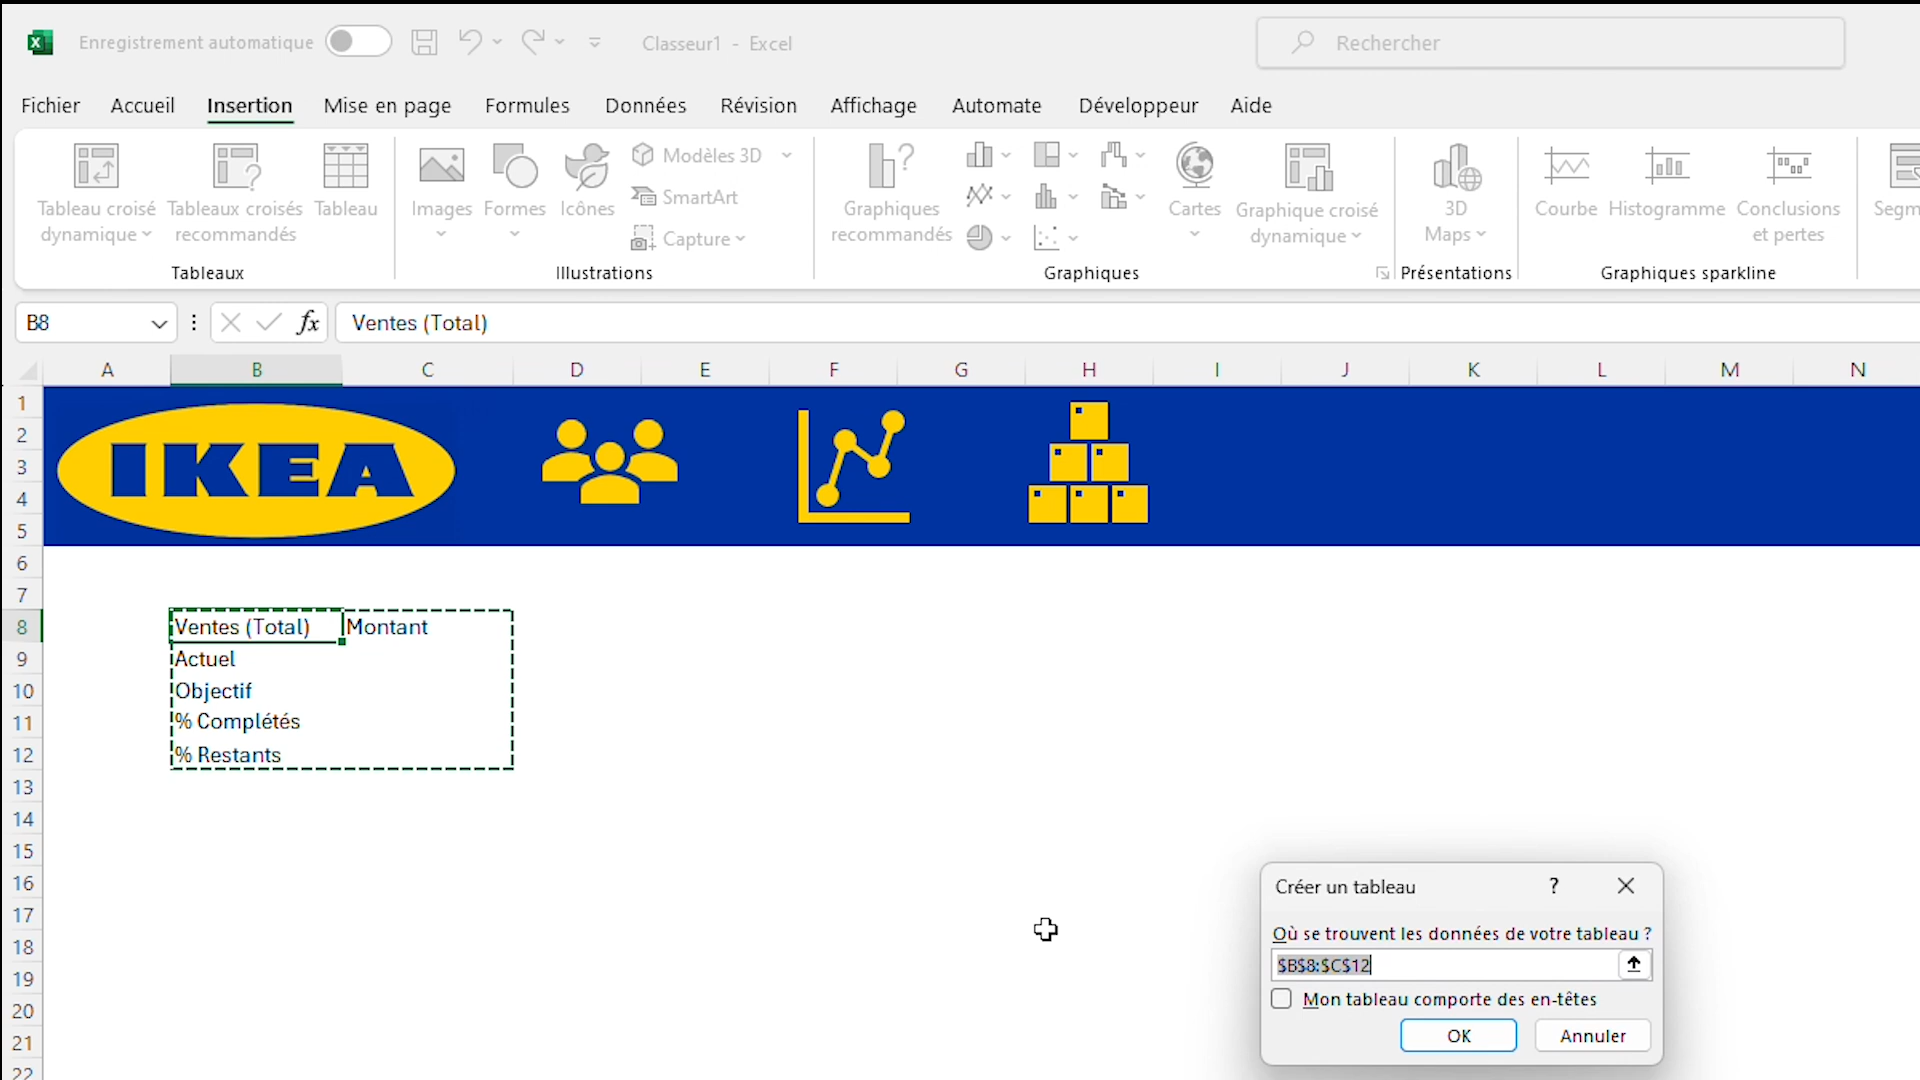 Enregistrement automatique
Classeur1 - Excel
Rechercher
Fichier Accueil Insertion Mise en page Formules Données Révision Affichage Automate Développeur Aide
Tableau croisé dynamique
Tableaux croisés recommandés
Tableau
Tableaux
Images
Formes
Icônes
Modèles 3D
SmartArt
Capture
Illustrations
Graphiques recommandés
Cartes
Graphique croisé dynamique
Graphiques
3D Maps
Présentations
Courbe
Histogramme
Conclusions et pertes
Graphiques sparkline
Segm
B8
fx
Ventes (Total)
A B C D E F G H I J K L M N
1
2
3
4
5
6
7
8
9
10
11
12
13
14
15
16
17
18
19
20
21
22
IKEA
Ventes (Total) Montant
Actuel
Objectif
% Complétés
% Restants
Créer un tableau ?
Où se trouvent les données de votre tableau ?
$B$8:$C$12
Mon tableau comporte des en-têtes
OK Annuler